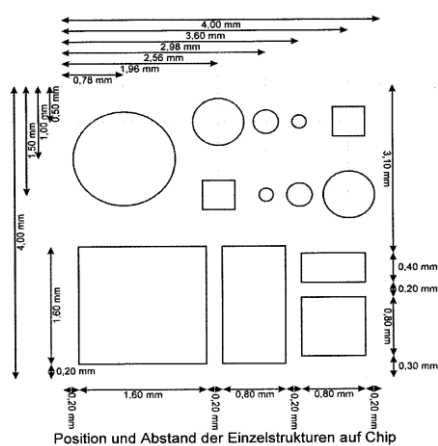 4,00 mm
3,60 mm
2,98 mm
2,56 mm
1,96 mm
0,78 mm
0,50 mm
1,00 mm
1,50 mm
4,00 mm
3,10 mm
1.60 mm
0,40 mm
0,20 mm
0,80 mm
0,20 mm
0,30 mm
1.60 mm
0,80 mm
0,80 mm
0,20 mm
0,20 mm
0,20 mm
0,20 mm
Position und Abstand der Einzelstrukturen auf Chip